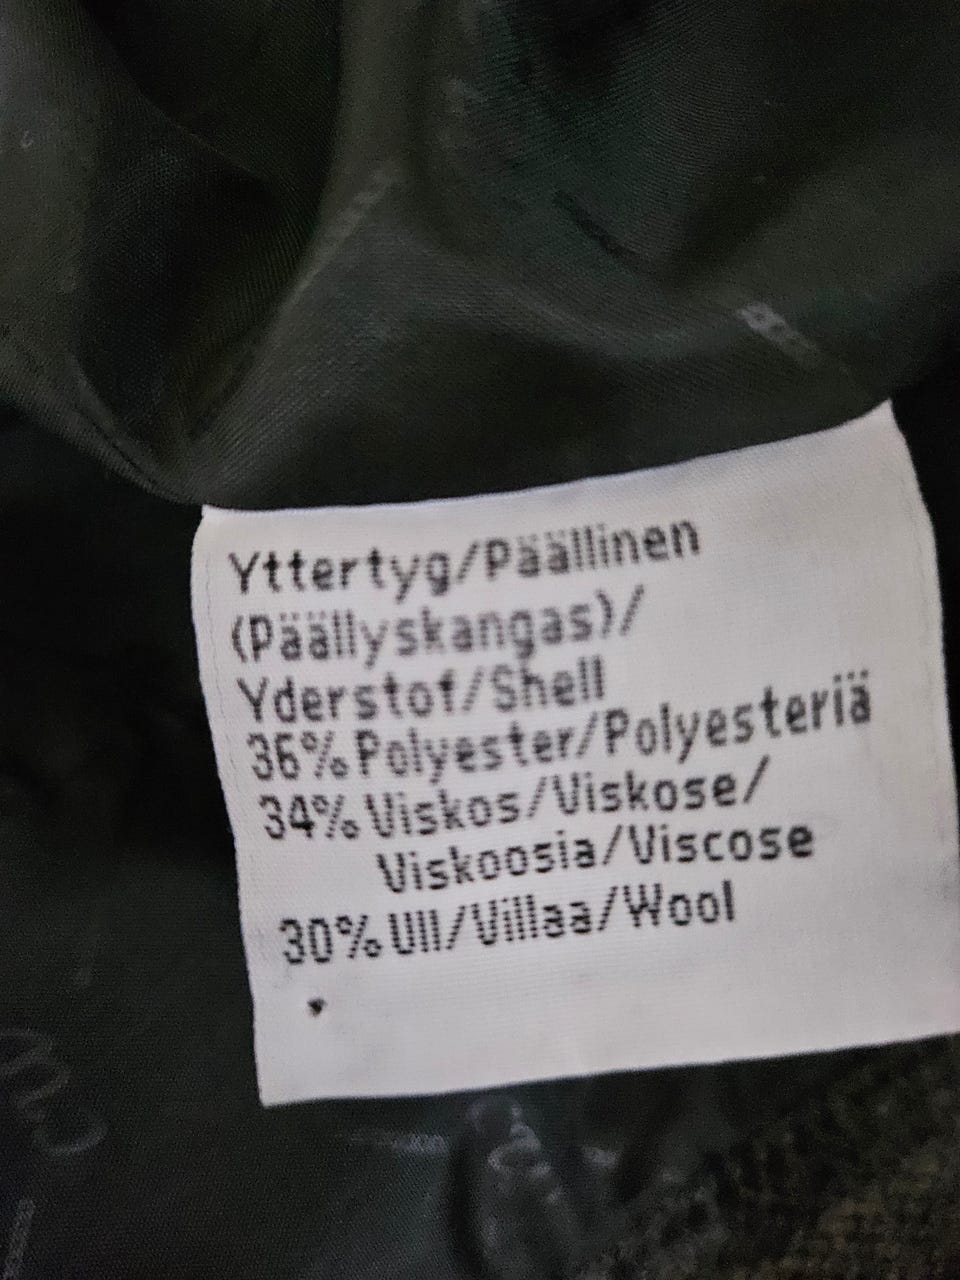 Yttertyg/Päällinen
(Päällyskangas)/
Yderstof/Shell
36% Polyester/Polyesteriä
34% Viskos/Viskose/
Viskoosia/Viscose
30% Ull/Villaa/Wool